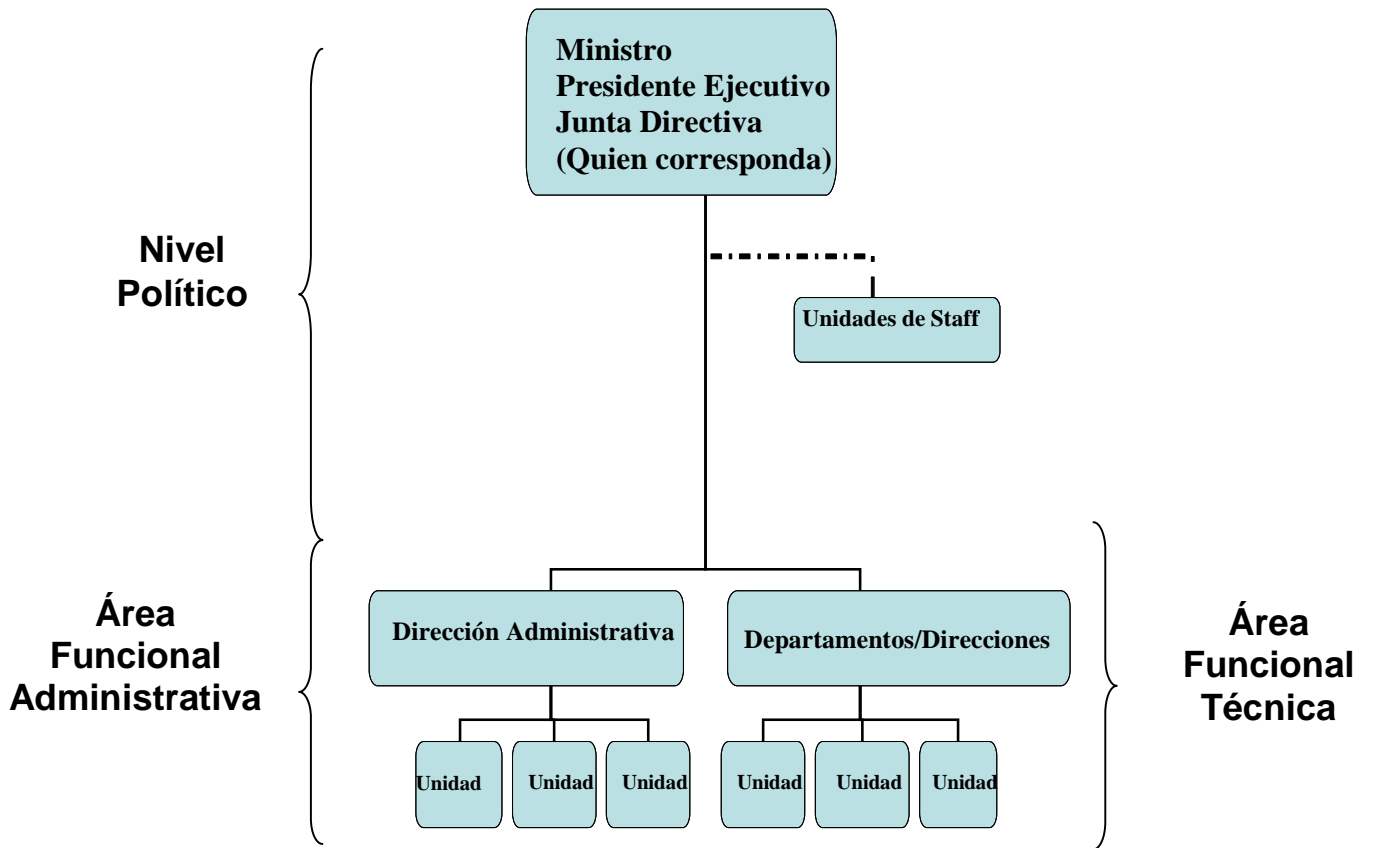 Ministro
Presidente Ejecutivo
Junta Directiva
(Quien corresponda)
Nivel
Político
Unidades de Staff
Área
Funcional
Administrativa
Dirección Administrativa
Departamentos/Direcciones
Área
Funcional
Técnica
Unidad
Unidad
Unidad
Unidad
Unidad
Unidad